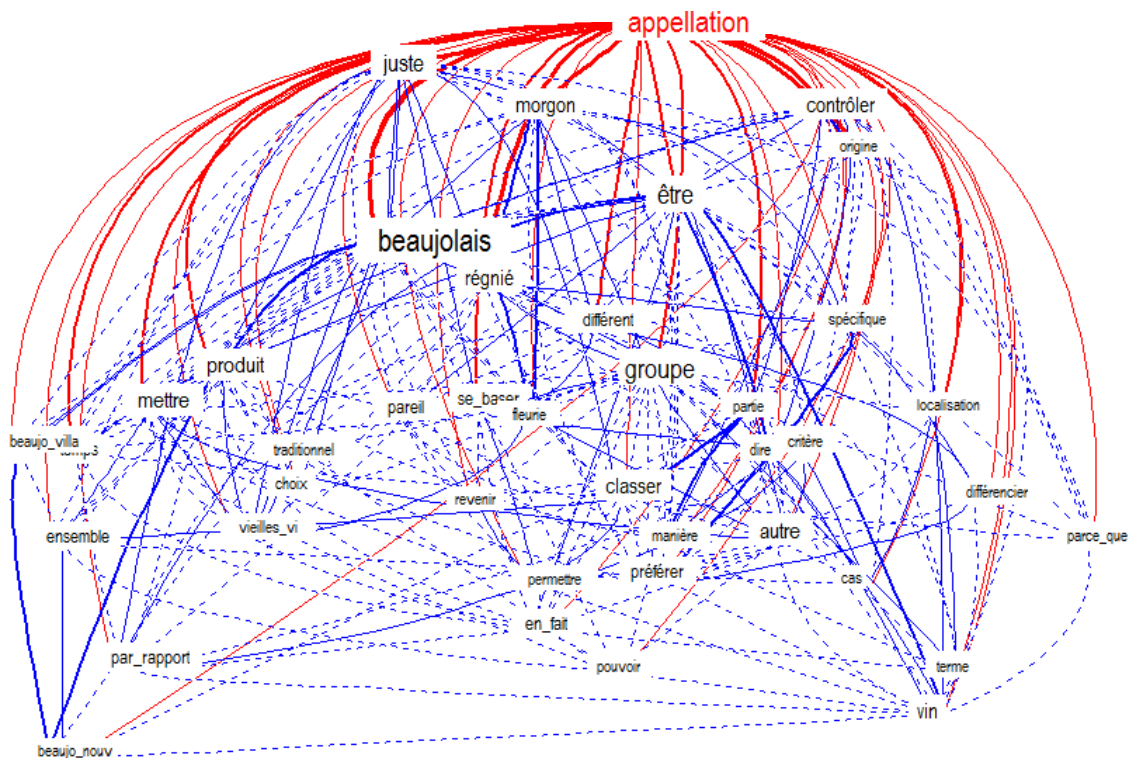 appellation
juste
morgon
contrôler
origine
être
beaujolais
régnié
différent
spécifique
produit
groupe
mettre
pareil
se_baser
fleurie
partie
localisation
beaujo_villa
temps
traditionnel
dire
critère
choix
revenir
classer
différencier
ensemble
vieilles_vi
manière
autre
parce_que
permettre
préférer
cas
en_fait
par_rapport
pouvoir
terme
vin
beaujo_nouv